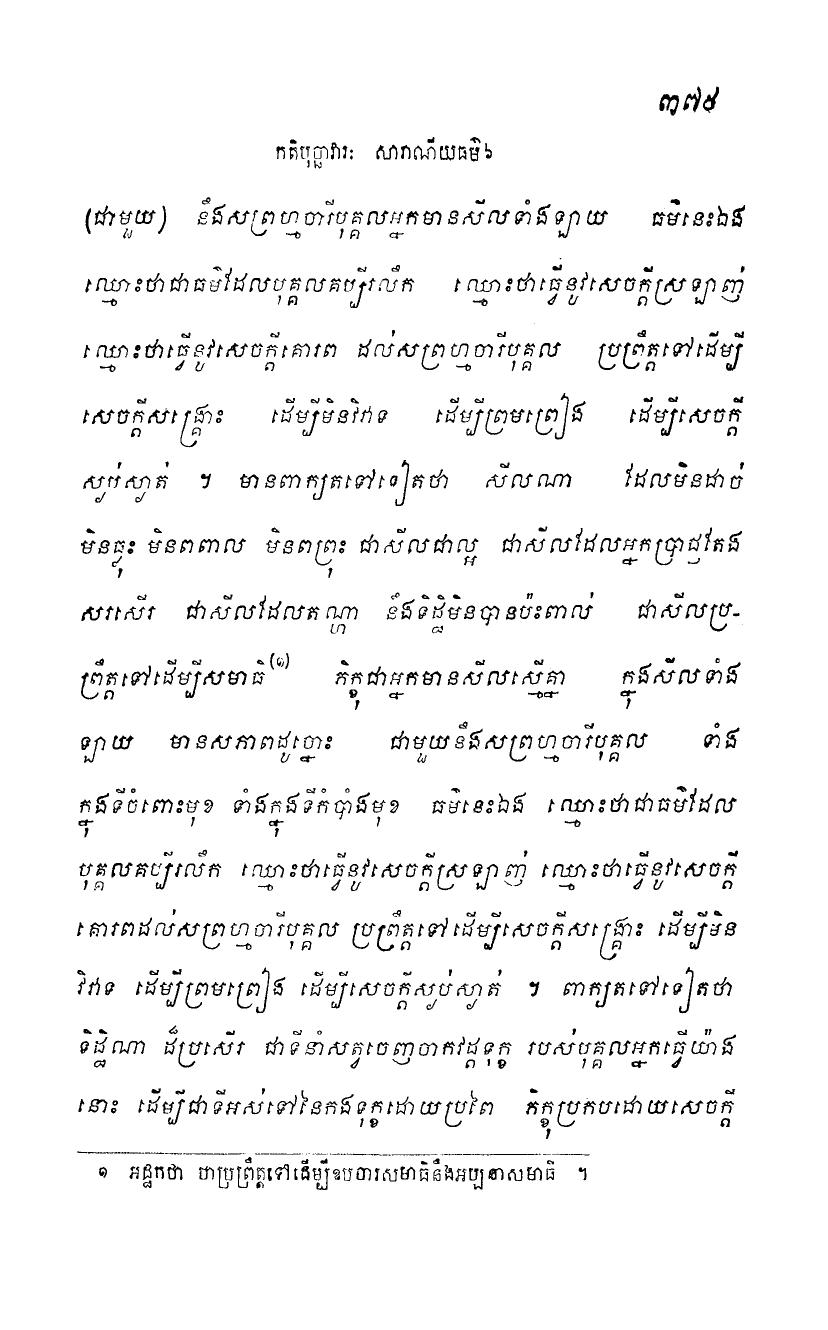 ៣៧៥
កតិបុច្ឆាវារៈ សារាណីយធម៌៦
(ជាមួយ) នឹងសព្រហ្មចារីបុគ្គលអ្នកមានសីលទាំងឡាយ ធម៌នេះឯង
ឈ្មោះថាជាធម៌ដែលបុគ្គលគប្បីរលឹក ឈ្មោះថាធ្វើនូវសេចក្តីស្រឡាញ់
ឈ្មោះថាធ្វើនូវសេចក្តីគោរព ដល់សព្រហ្មចារីបុគ្គល ប្រព្រឹត្តទៅដើម្បី
សេចក្តីសង្គ្រោះ ដើម្បីមិនវិវាទ ដើម្បីព្រមព្រៀង ដើម្បីសេចក្តី
ស្ងប់ស្ងាត់ ។ មានពាក្យតទៅទៀតថា សីលណា ដែលមិនដាច់
មិនធ្លុះ មិនពពាល មិនពព្រុះ ជាសីលជាល្អ ជាសីលដែលអ្នកប្រាជ្ញតែង
សរសើរ ជាសីលដែលតណ្ហា នឹងទិដ្ឋិមិនបានប៉ះពាល់ ជាសីលប្រ-
ព្រឹត្តទៅដើម្បីសមាធិ(១) ភិក្ខុជាអ្នកមានសីលស្មើគ្នា ក្នុងសីលទាំង
ឡាយ មានសភាពដូច្នោះ ជាមួយនឹងសព្រហ្មចារីបុគ្គល ទាំង
ក្នុងទីចំពោះមុខ ទាំងក្នុងទីកំបាំងមុខ ធម៌នេះឯង ឈ្មោះថាជាធម៌ដែល
បុគ្គលគប្បីរលឹក ឈ្មោះថាធ្វើនូវសេចក្តីស្រឡាញ់ ឈ្មោះថាធ្វើនូវសេចក្តី
គោរពដល់សព្រហ្មចារីបុគ្គល ប្រព្រឹត្តទៅដើម្បីសេចក្តីសង្គ្រោះ ដើម្បីមិន
វិវាទ ដើម្បីព្រមព្រៀង ដើម្បីសេចក្តីស្ងប់ស្ងាត់ ។ ពាក្យតទៅទៀតថា
ទិដ្ឋិណា ដ៏ប្រសើរ ជាទីនាំសត្វចេញចាកវដ្តទុក្ខ របស់បុគ្គលអ្នកធ្វើយ៉ាង
នោះ ដើម្បីជាទីអស់ទៅនៃកងទុក្ខដោយប្រពៃ ភិក្ខុប្រកបដោយសេចក្តី
១ អដ្ឋកថា ថាប្រព្រឹត្តទៅដើម្បីឧបចារសមាធិនឹងអប្បនាសមាធិ ។